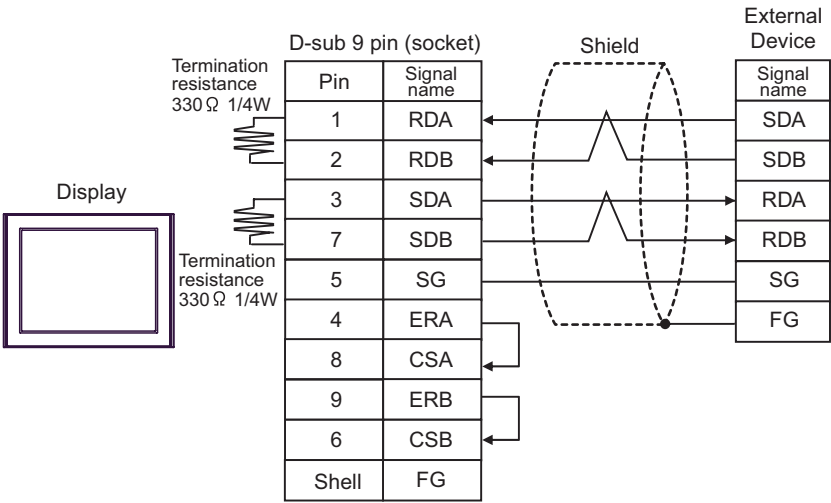 External
Device
D-sub 9 pin (socket)
Shield
Termination
resistance
330Ω 1/4W
Pin
Signal
name
Signal
name
1
RDA
SDA
2
RDB
SDB
Display
3
SDA
RDA
7
SDB
RDB
Termination
resistance
330Ω 1/4W
5
SG
SG
4
ERA
FG
8
CSA
9
ERB
6
CSB
Shell
FG